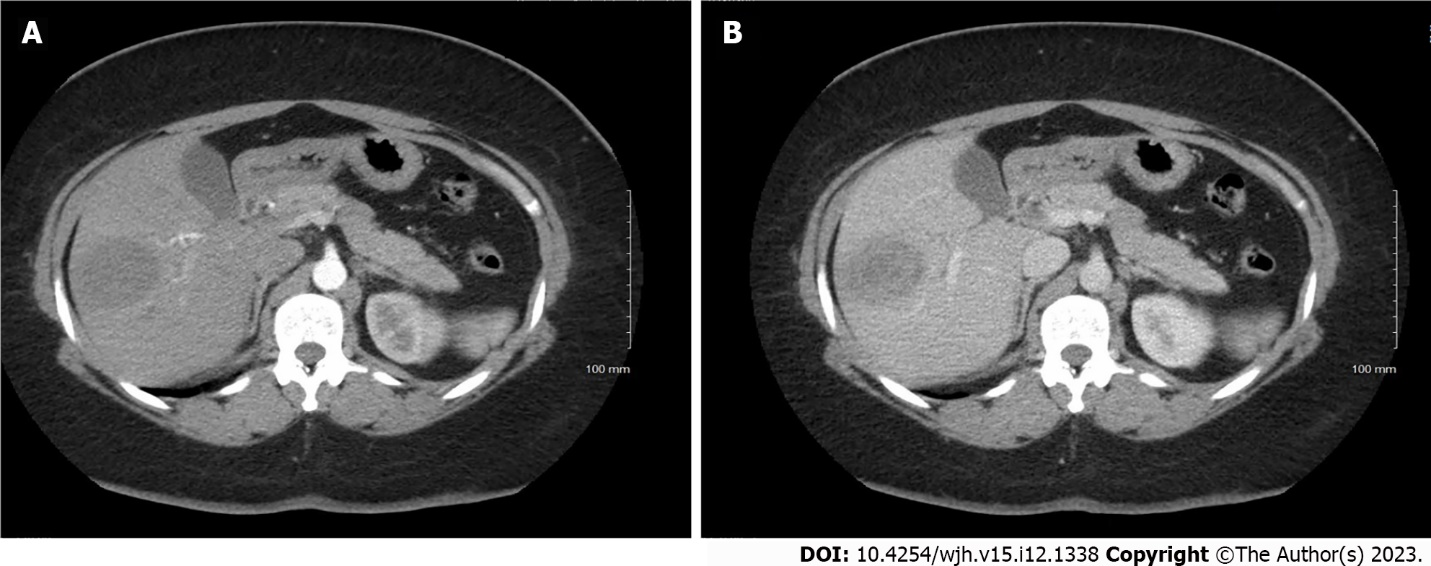 A
B
100 mm
100 mm
DOI: 10.4254/wjh.v15.i12.1338 Copyright ©The Author(s) 2023.